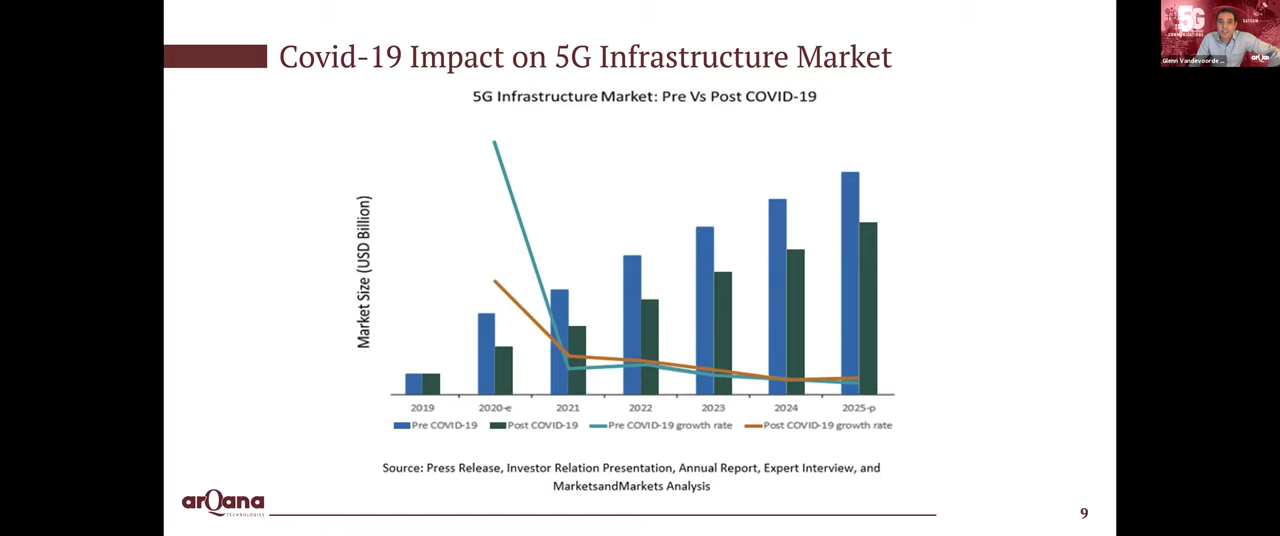 Covid-19 Impact on 5G Infrastructure Market
5G Infrastructure Market: Pre Vs Post COVID-19
Market Size (USD Billion)
2019 2020-e 2021 2022 2023 2024 2025-p
Pre COVID-19 Post COVID-19 Pre COVID-19 growth rate Post COVID-19 growth rate
Source: Press Release, Investor Relation Presentation, Annual Report, Expert Interview, and
MarketsandMarkets Analysis
arQana
TECHNOLOGIES
9
5G
SATCOM
COMMUNICATIONS
Glenn Vandevoorde ...
arQana